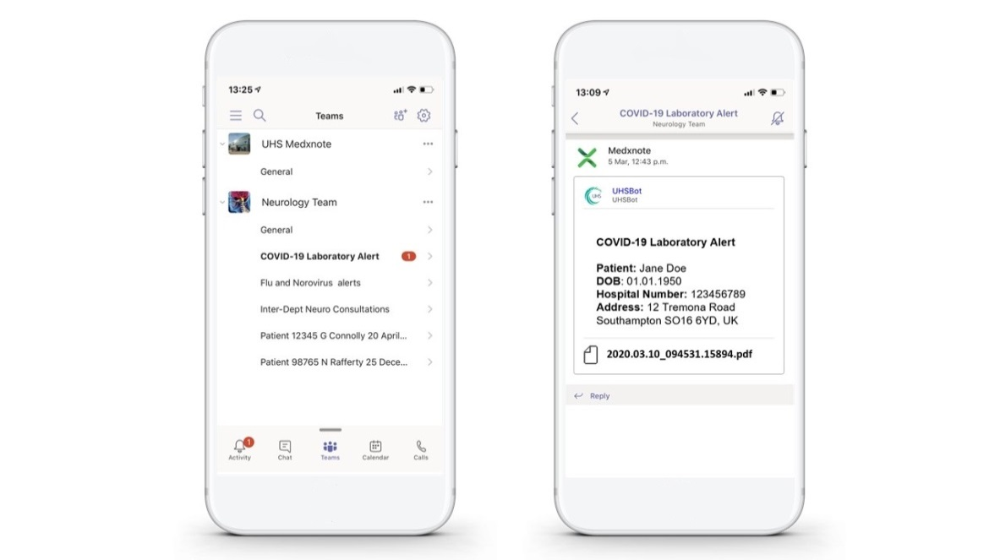 13:25
Teams
UHS Medxnote
General
Neurology Team
General
COVID-19 Laboratory Alert 1
Flu and Norovirus alerts
Inter-Dept Neuro Consultations
Patient 12345 G Connolly 20 April...
Patient 98765 N Rafferty 25 Dece...
1
Activity Chat Teams Calendar Calls
13:09
COVID-19 Laboratory Alert
Neurology Team
Medxnote
5 Mar, 12:43 p.m.
UHS
UHSBot
UHSBot
COVID-19 Laboratory Alert
Patient: Jane Doe
DOB: 01.01.1950
Hospital Number: 123456789
Address: 12 Tremona Road
Southampton SO16 6YD, UK
2020.03.10_094531.15894.pdf
Reply